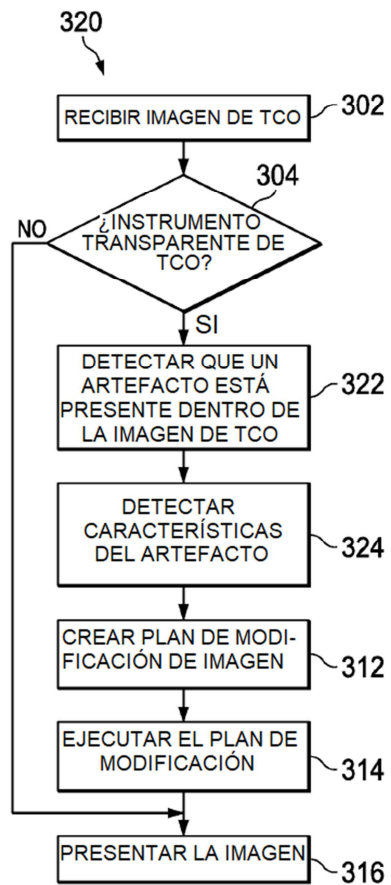 320
RECIBIR IMAGEN DE TCO
302
304
¿INSTRUMENTO
TRANSPARENTE DE
TCO?
NO
SI
DETECTAR QUE UN
ARTEFACTO ESTÁ
PRESENTE DENTRO DE
LA IMAGEN DE TCO
322
DETECTAR
CARACTERÍSTICAS
DEL ARTEFACTO
324
CREAR PLAN DE MODI-
FICACIÓN DE IMAGEN
312
EJECUTAR EL PLAN DE
MODIFICACIÓN
314
PRESENTAR LA IMAGEN
316